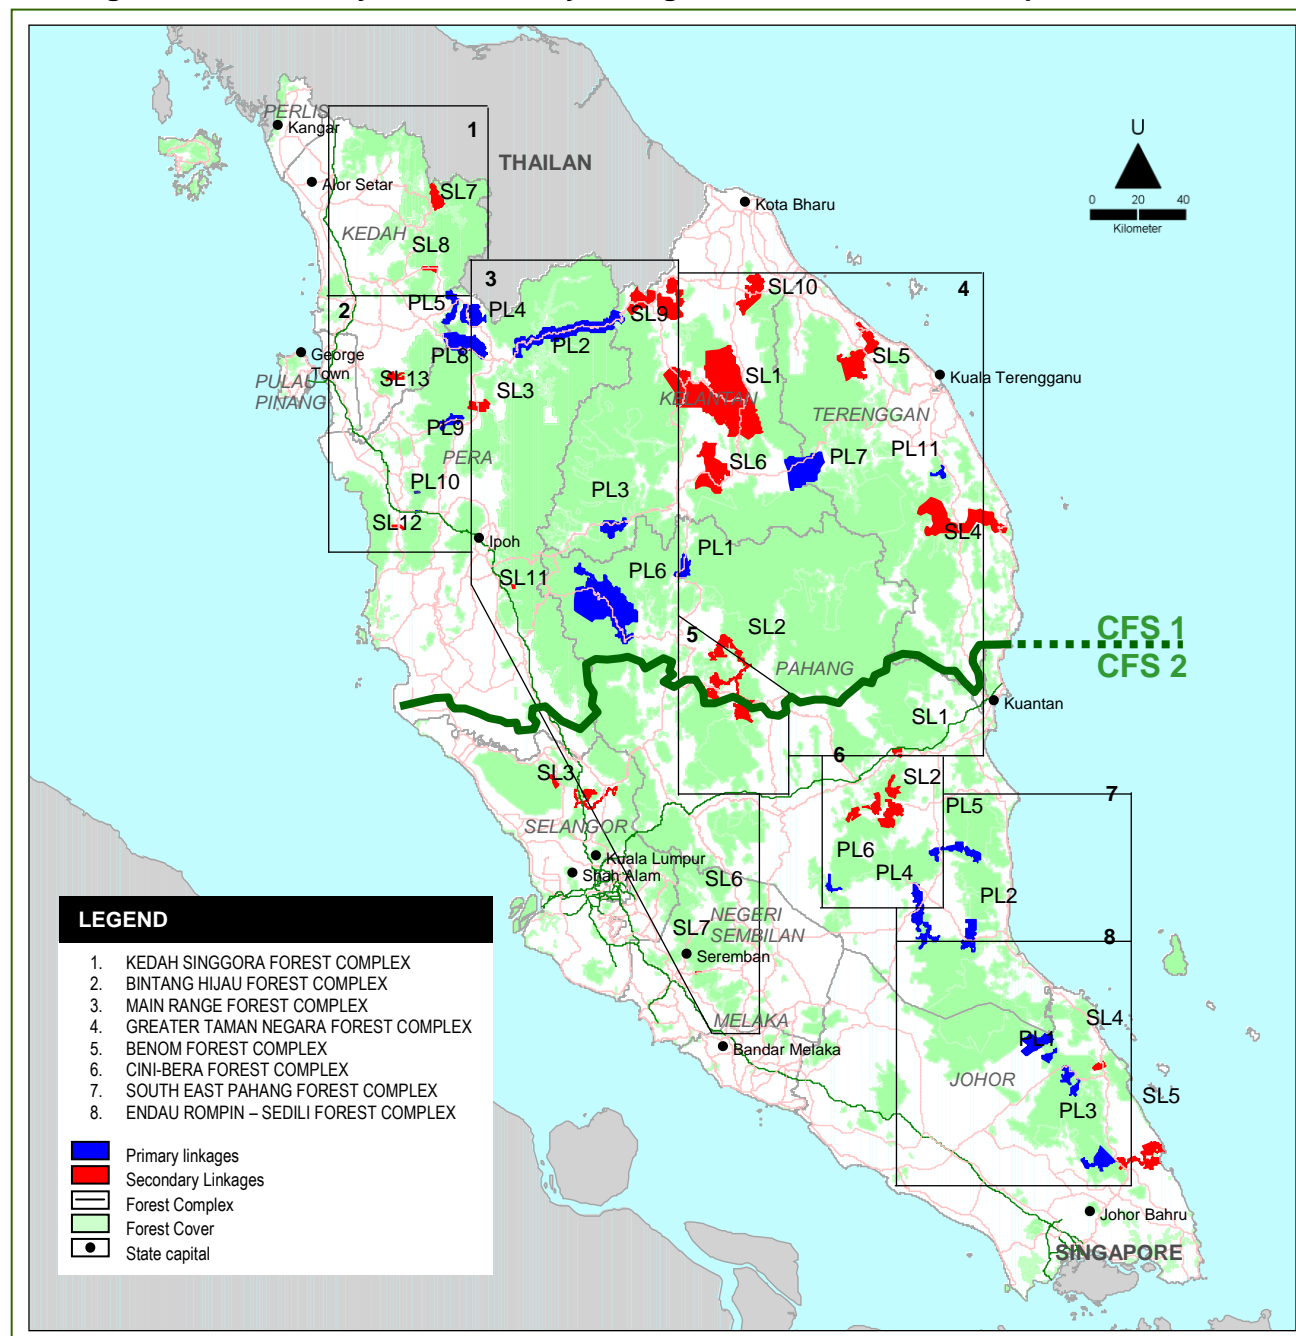 PERLIS
Kangar
1
THAILAN
U
Alor Setar
SL7
Kota Bharu
0 20 40
Kilometer
KEDAH
SL8
3
SL10
4
PL5
PL4
SL9
2
PL2
SL5
George
Town
PL8
SL13
SL3
SL1
Kuala Terengganu
PULAU
PINANG
KELANTAN
TERENGGAN
PL9
PERA
SL6
PL7
PL11
PL10
PL3
SL12
Ipoh
SL4
PL1
SL11
PL6
SL2
5
CFS 1
PAHANG
CFS 2
Kuantan
SL1
6
SL3
SL2
7
PL5
SELANGOR
PL6
Kuala Lumpur
Shah Alam
SL6
PL4
PL2
NEGERI
SEMBILAN
SL7
Seremban
8
MELAKA
SL4
Bandar Melaka
PL1
JOHOR
SL5
PL3
Johor Bahru
SINGAPORE
LEGEND
1. KEDAH SINGGORA FOREST COMPLEX
2. BINTANG HIJAU FOREST COMPLEX
3. MAIN RANGE FOREST COMPLEX
4. GREATER TAMAN NEGARA FOREST COMPLEX
5. BENOM FOREST COMPLEX
6. CINI-BERA FOREST COMPLEX
7. SOUTH EAST PAHANG FOREST COMPLEX
8. ENDAU ROMPIN – SEDILI FOREST COMPLEX
Primary linkages
Secondary Linkages
Forest Complex
Forest Cover
State capital